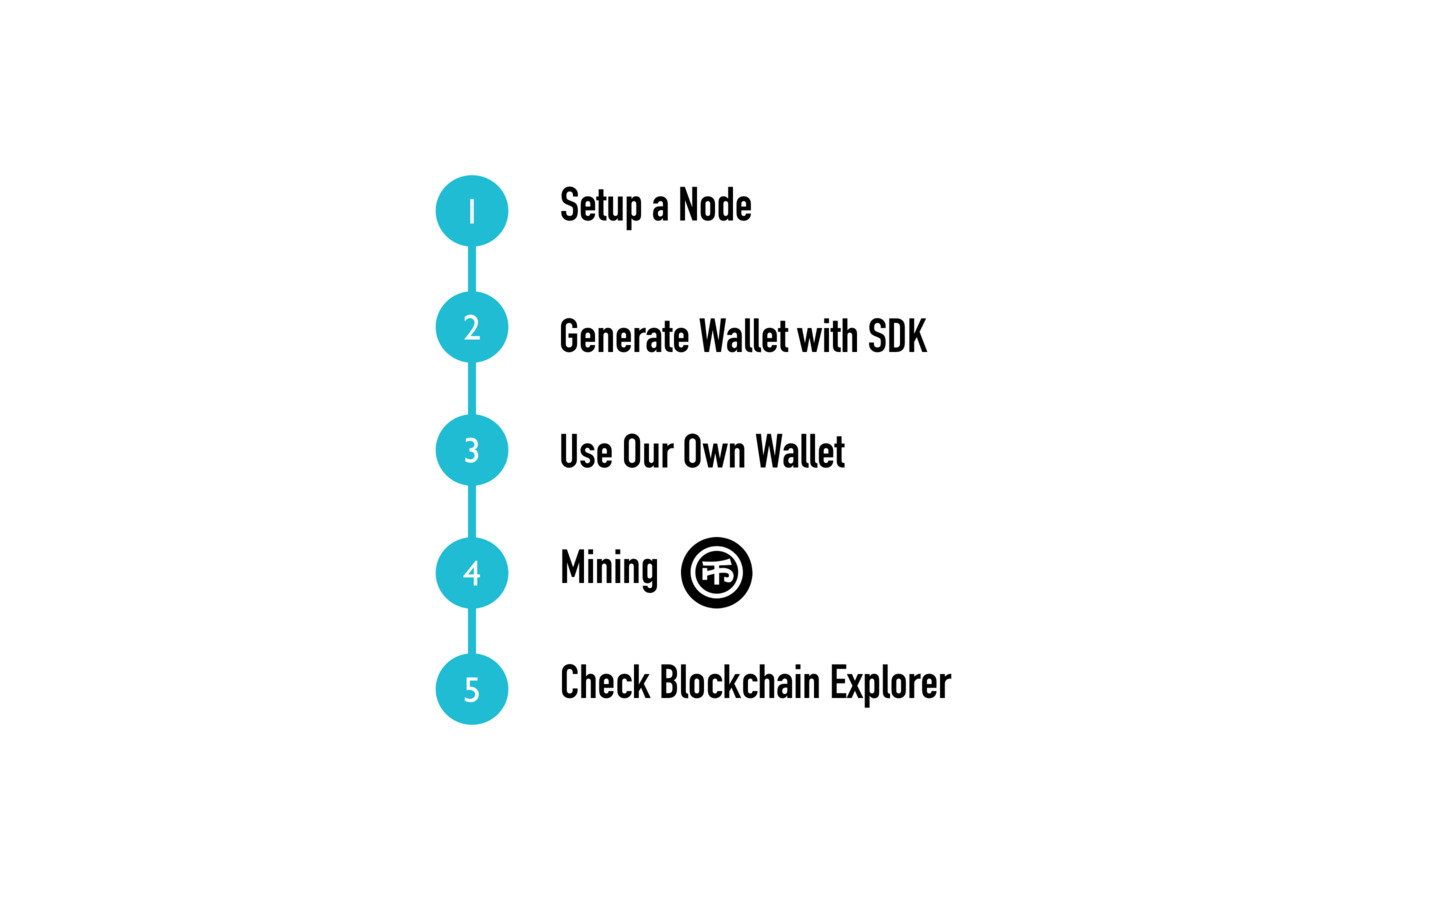 1 Setup a Node
2 Generate Wallet with SDK
3 Use Our Own Wallet
4 Mining
5 Check Blockchain Explorer